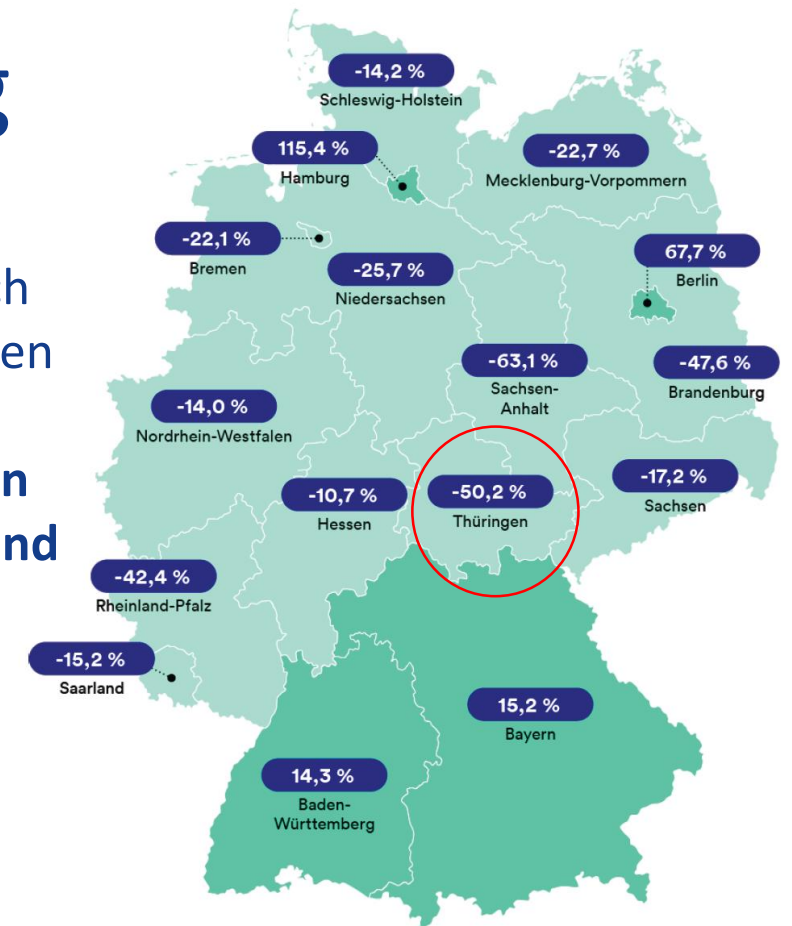 g
ch
en
n
nd
-14,2 %
Schleswig-Holstein
115,4 %
Hamburg
-22,7 %
Mecklenburg-Vorpommern
-22,1 %
Bremen
-25,7 %
Niedersachsen
67,7 %
Berlin
-63,1 %
Sachsen-
Anhalt
-47,6 %
Brandenburg
-14,0 %
Nordrhein-Westfalen
-10,7 %
Hessen
-50,2 %
Thüringen
-17,2 %
Sachsen
-42,4 %
Rheinland-Pfalz
-15,2 %
Saarland
15,2 %
Bayern
14,3 %
Baden-
Württemberg